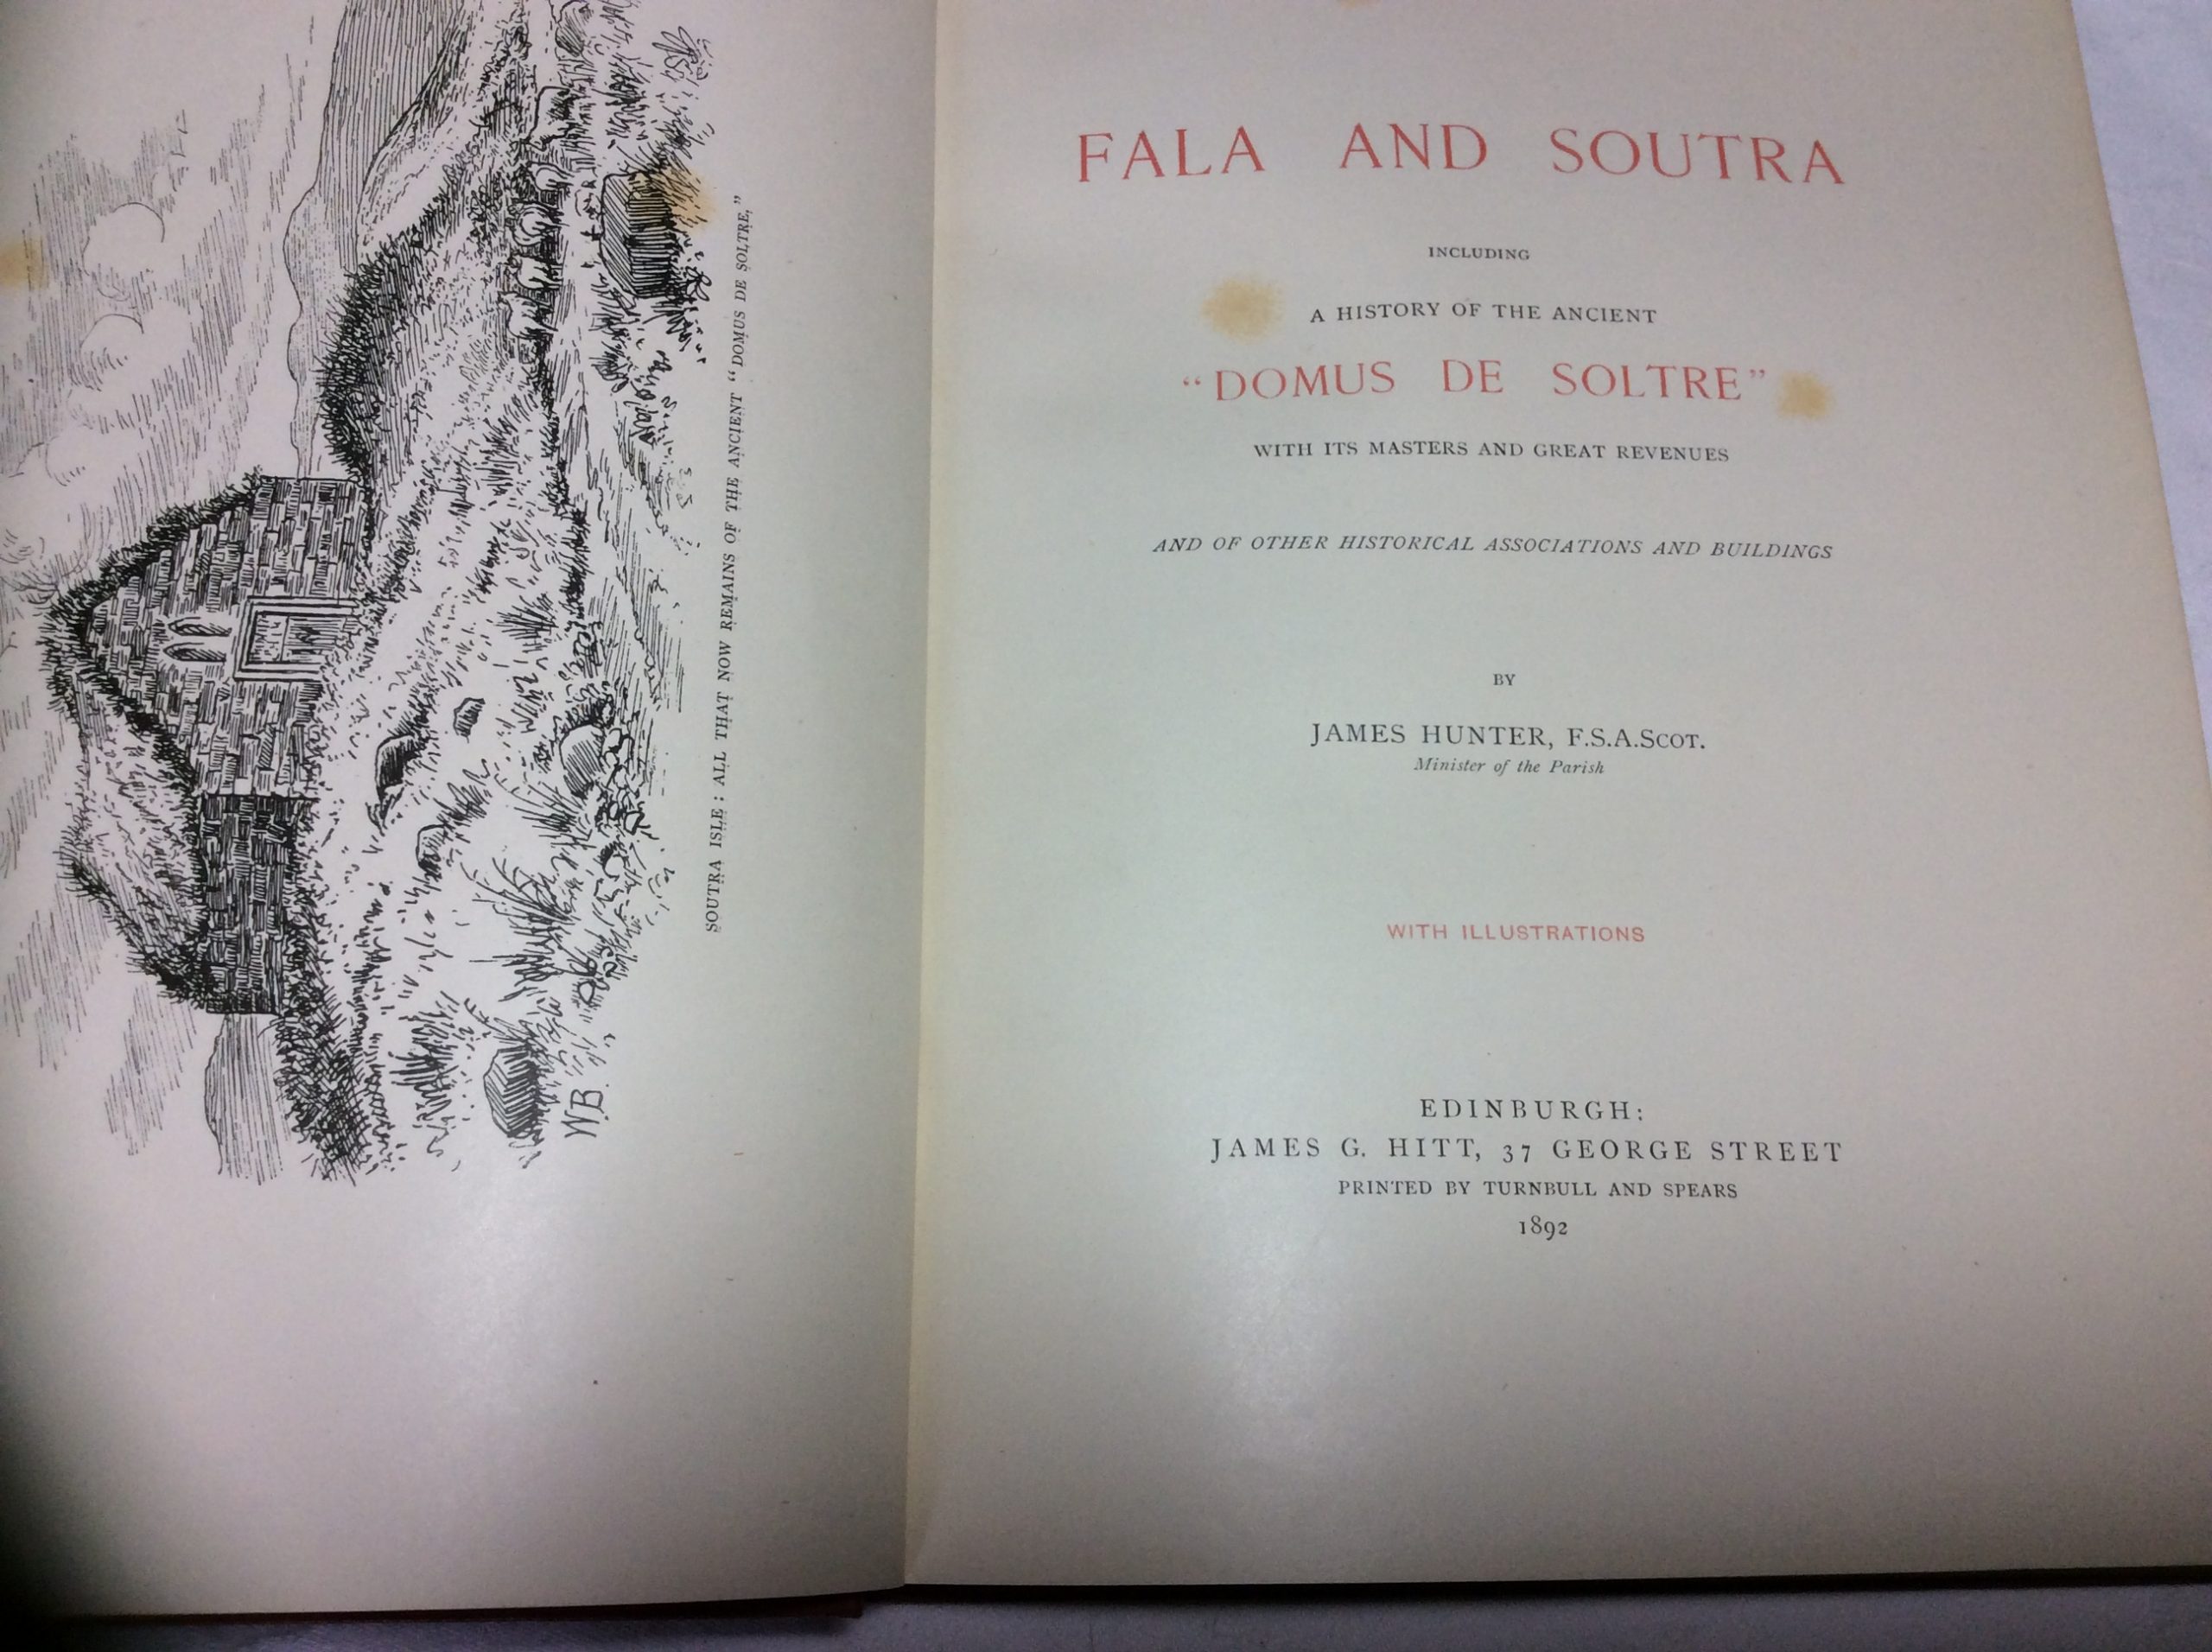 SOUTRA ISLE: ALL THAT NOW REMAINS OF THE ANCIENT "DOMUS DE SOLTRE."
W.B.
FALA AND SOUTRA
INCLUDING
A HISTORY OF THE ANCIENT
"DOMUS DE SOLTRE"
WITH ITS MASTERS AND GREAT REVENUES
AND OF OTHER HISTORICAL ASSOCIATIONS AND BUILDINGS
BY
JAMES HUNTER, F.S.A.SCOT.
Minister of the Parish
WITH ILLUSTRATIONS
EDINBURGH:
JAMES G. HITT, 37 GEORGE STREET
PRINTED BY TURNBULL AND SPEARS
1892